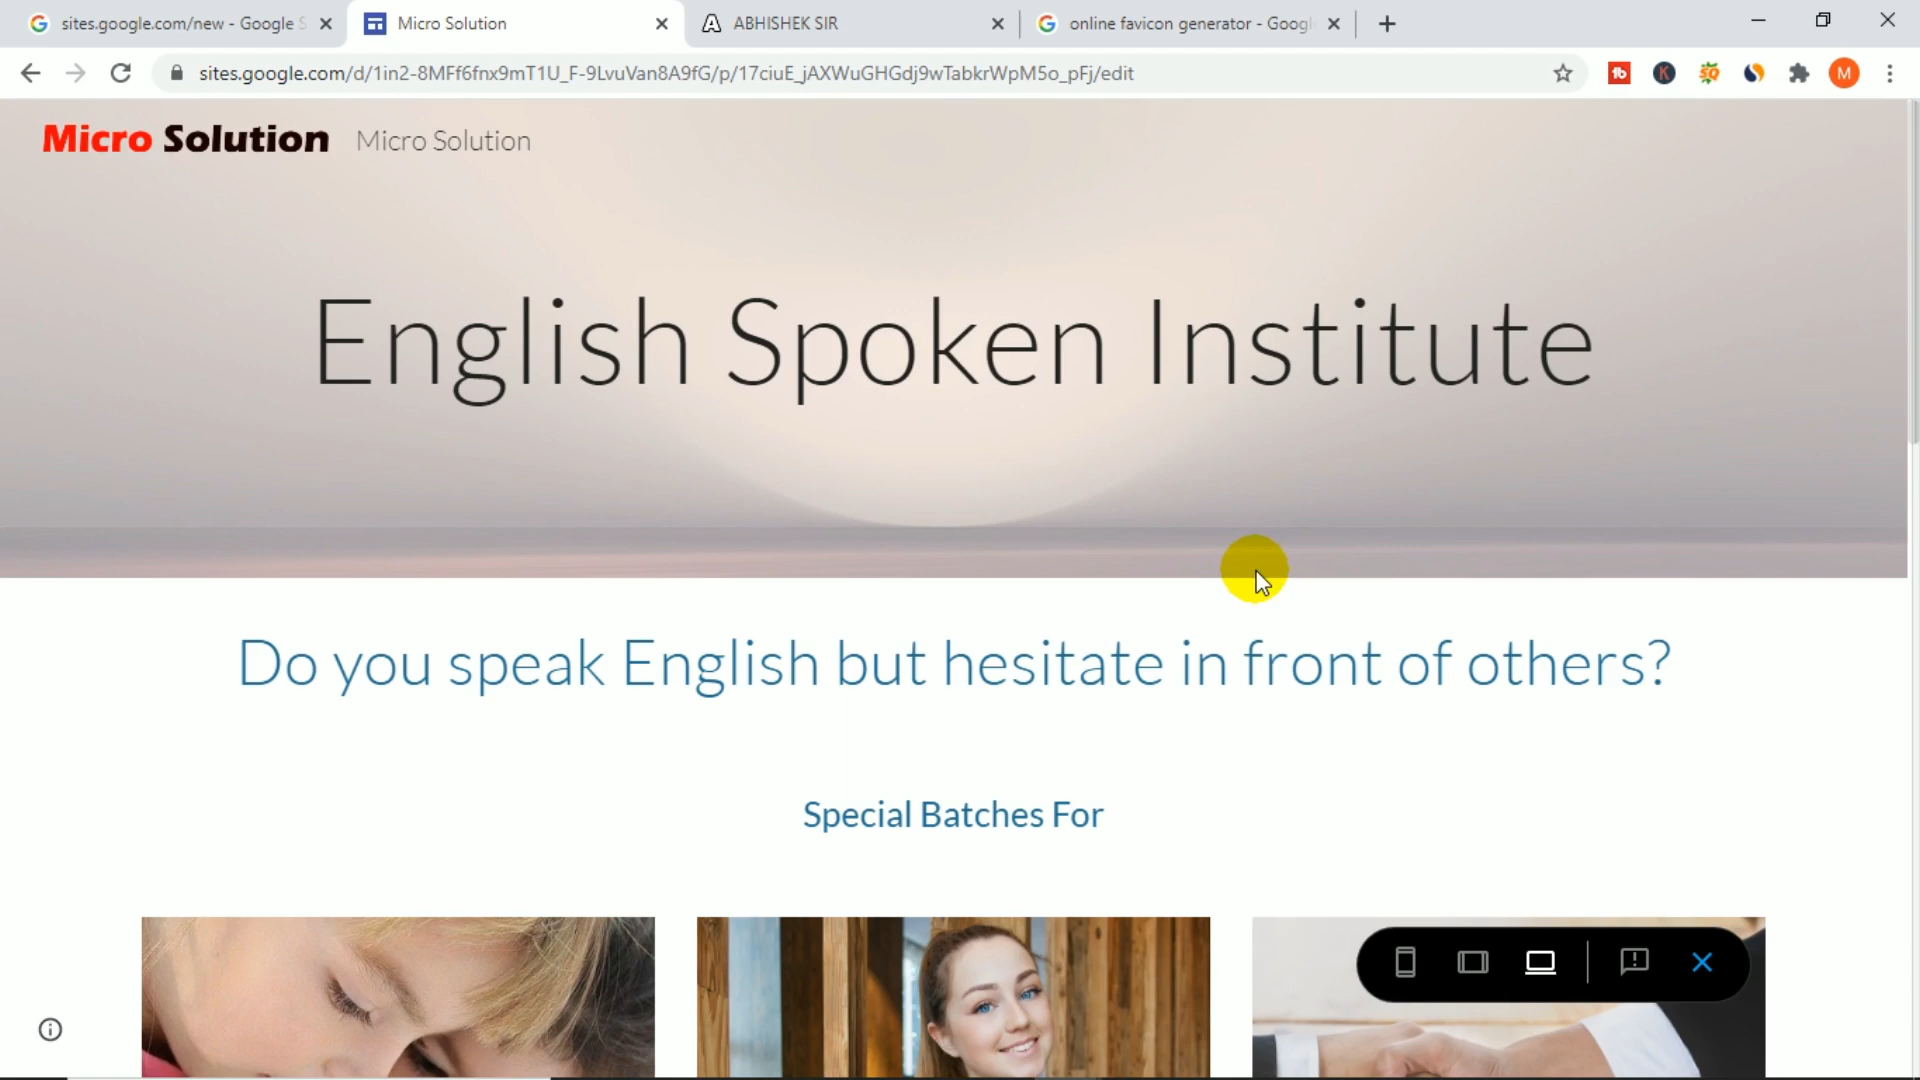 sites.google.com/new - Google S
Micro Solution
ABHISHEK SIR
online favicon generator - Googl
sites.google.com/d/1in2-8MFf6fnx9mT1U_F-9LvuVan8A9fG/p/17ciuE_jAXWuGHGdj9wTabkrWpM5o_pFj/edit
M
Micro Solution Micro Solution
English Spoken Institute
Do you speak English but hesitate in front of others?
Special Batches For